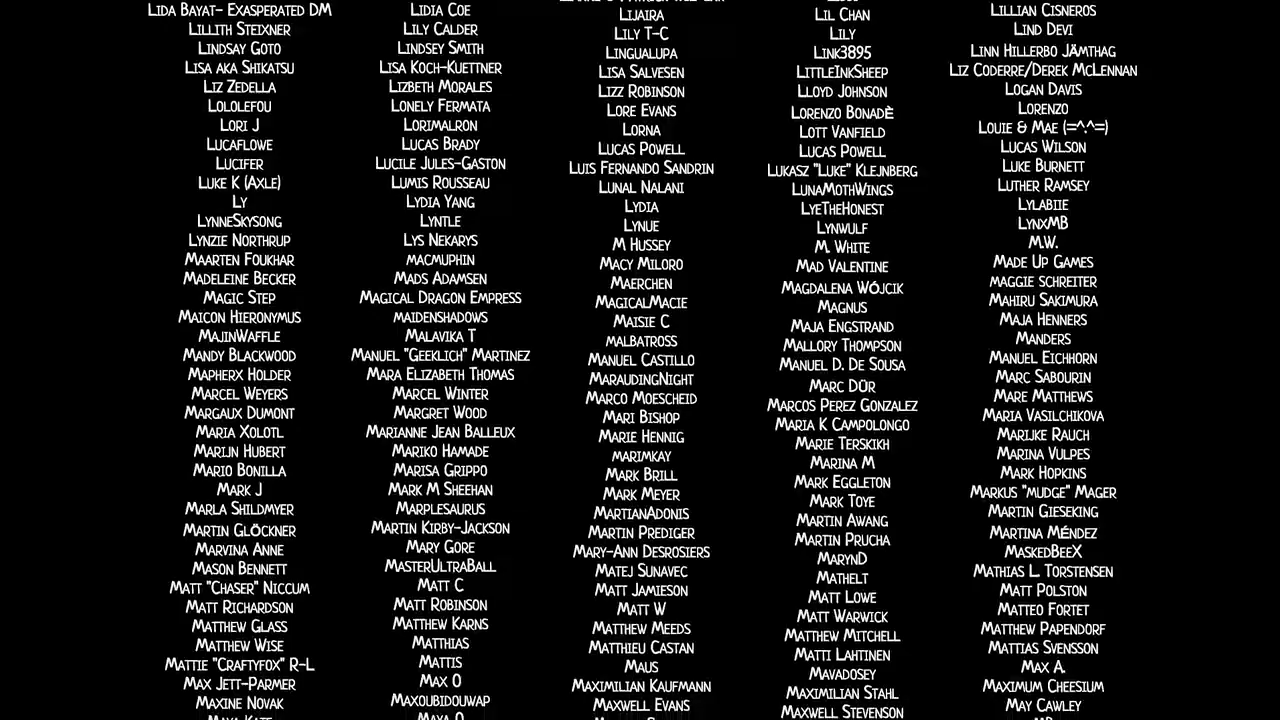 Lida Bayat- Exasperated DM
Lillith Steixner
Lindsay Goto
Lisa aka Shikatsu
Liz Zedella
Lololefou
Lori J
Lucaflowe
Lucifer
Luke K (Axle)
Ly
LynneSkysong
Lynzie Northrup
Maarten Foukhar
Madeleine Becker
Magic Step
Maicon Hieronymus
MajinWaffle
Mandy Blackwood
Mapherx Holder
Marcel Weyers
Margaux Dumont
Maria Xolotl
Marijn Hubert
Mario Bonilla
Mark J
Marla Shildmyer
Martin Glöckner
Marvina Anne
Mason Bennett
Matt "Chaser" Niccum
Matt Richardson
Matthew Glass
Matthew Wise
Mattie "Craftyfox" R-L
Max Jett-Parmer
Maxine Novak
Lidia Coe
Lily Calder
Lindsey Smith
Lisa Koch-Kuettner
Lizbeth Morales
Lonely Fermata
Lorimalron
Lucas Brady
Lucile Jules-Gaston
Lumis Rousseau
Lydia Yang
Lyntle
Lys Nekarys
macmuphin
Mads Adamsen
Magical Dragon Empress
maidenshadows
Malavika T
Manuel "Geeklich" Martinez
Mara Elizabeth Thomas
Marcel Winter
Margret Wood
Marianne Jean Balleux
Mariko Hamade
Marisa Grippo
Mark M Sheehan
Marplesaurus
Martin Kirby-Jackson
Mary Gore
MasterUltraBall
Matt C
Matt Robinson
Matthew Karns
Matthias
Mattis
Max O
Maxoubidouwap
Lijaira
Lily T-C
Lingualupa
Lisa Salvesen
Lizz Robinson
Lore Evans
Lorna
Lucas Powell
Luis Fernando Sandrin
Lunal Nalani
Lydia
Lynue
M Hussey
Macy Miloro
Maerchen
MagicalMacie
Maisie C
malbatross
Manuel Castillo
MaraudingNight
Marco Moescheid
Mari Bishop
Marie Hennig
marimkay
Mark Brill
Mark Meyer
MartianAdonis
Martin Prediger
Mary-Ann Desrosiers
Matej Sunavec
Matt Jamieson
Matt W
Matthew Meeds
Matthieu Castan
Maus
Maximilian Kaufmann
Maxwell Evans
Lil Chan
Lily
Link3895
LittleInkSheep
Lloyd Johnson
Lorenzo Bonadè
Lott Vanfield
Lucas Powell
Lukasz "Luke" Klejnberg
LunaMothWings
LyeTheHonest
Lynwulf
M. White
Mad Valentine
Magdalena Wójcik
Magnus
Maja Engstrand
Mallory Thompson
Manuel D. De Sousa
Marc Dür
Marcos Perez Gonzalez
Maria K Campolongo
Marie Terskikh
Marina M
Mark Eggleton
Mark Toye
Martin Awang
Martin Prucha
MarynD
Mathelt
Matt Lowe
Matt Warwick
Matthew Mitchell
Matti Lahtinen
Mavadosey
Maximilian Stahl
Maxwell Stevenson
Lillian Cisneros
Lind Devi
Linn Hillerbo Jämthag
Liz Coderre/Derek McLennan
Logan Davis
Lorenzo
Louie & Mae (=^.^=)
Lucas Wilson
Luke Burnett
Luther Ramsey
Lylabiie
LynxMB
M.W.
Made Up Games
maggie schreiter
Mahiru Sakimura
Maja Henners
Manders
Manuel Eichhorn
Marc Sabourin
Mare Matthews
Maria Vasilchikova
Marijke Rauch
Marina Vulpes
Mark Hopkins
Markus "mudge" Mager
Martin Gieseking
Martina Méndez
MaskedBeeX
Mathias L. Torstensen
Matt Polston
Matteo Fortet
Matthew Papendorf
Mattias Svensson
Max A.
Maximum Cheesium
May Cawley